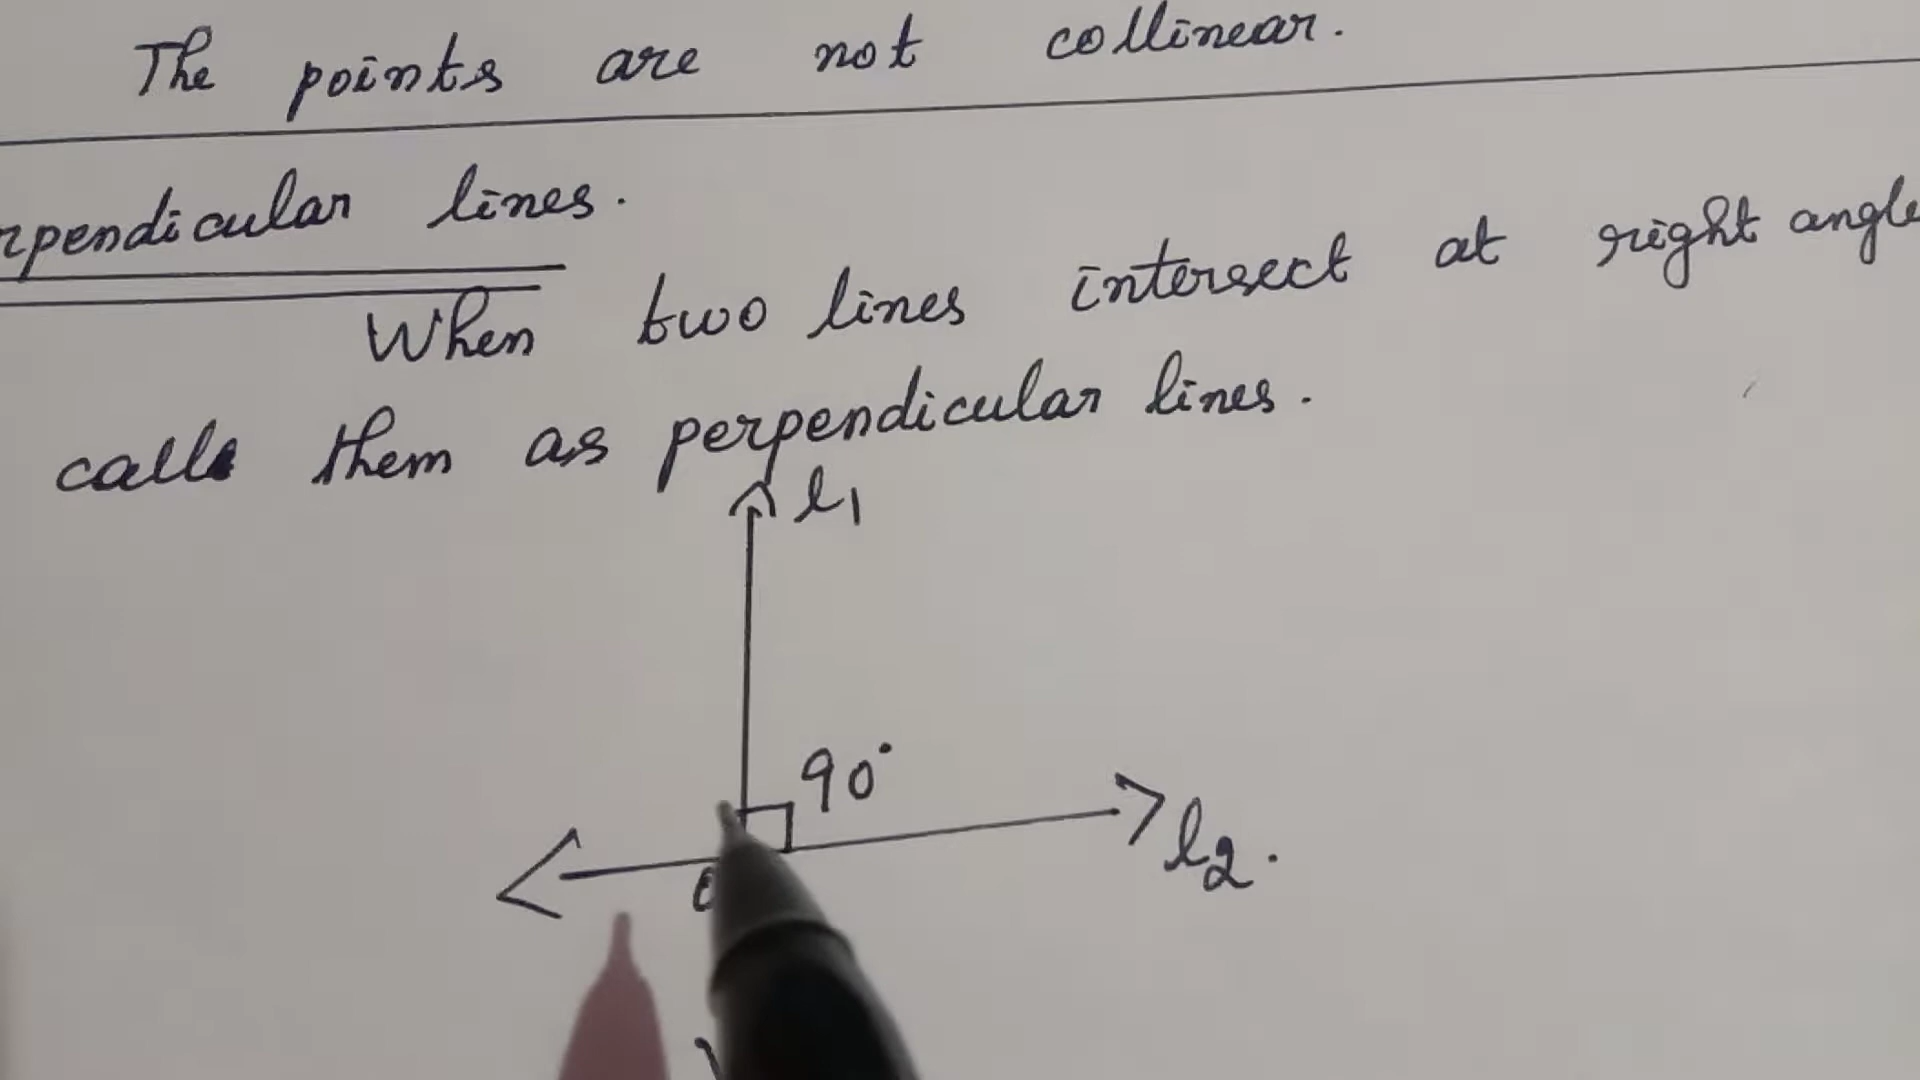 The points are not collinear.
rpendicular lines.
When two lines intersect at right angle
calls them as perpendicular lines.
l1
90°
l2.